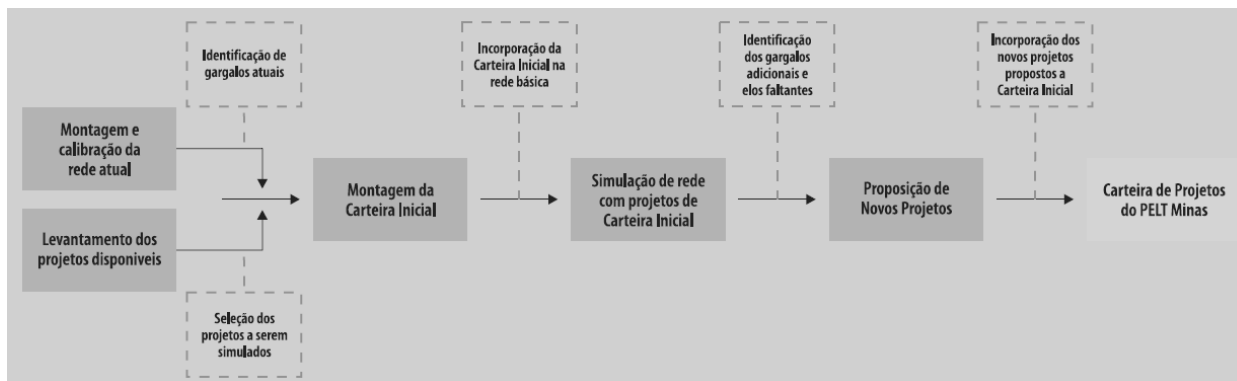 Identificação de
gargalos atuais
Incorporação da
Carteira Inicial na
rede básica
Identificação
dos gargalos
adicionais e
elos faltantes
Incorporação dos
novos projetos
propostos a
Carteira Inicial
Montagem e
calibração da
rede atual
Levantamento dos
projetos disponiveis
Montagem da
Carteira Inicial
Simulação de rede
com projetos de
Carteira Inicial
Proposição de
Novos Projetos
Carteira de Projetos
do PELT Minas
Seleção dos
projetos a serem
simulados